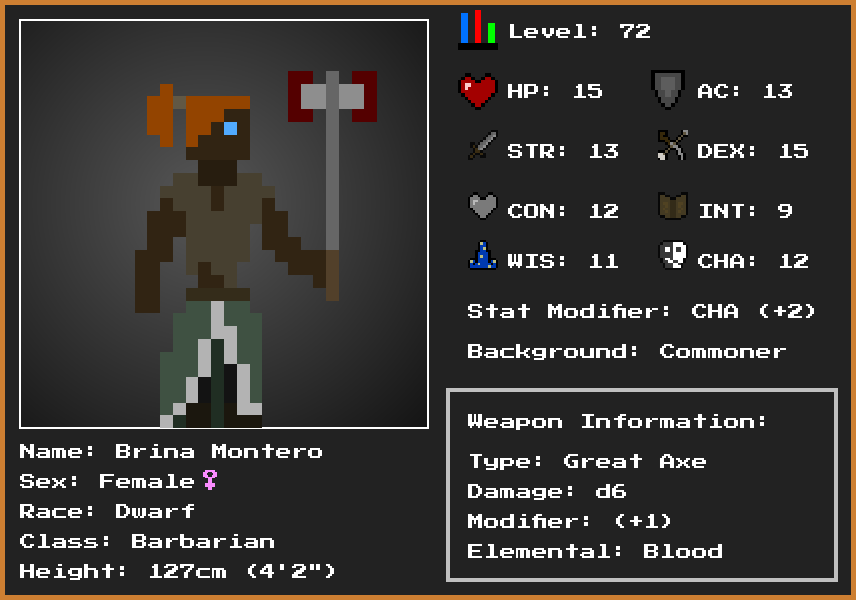 Level: 72
HP: 15
AC: 13
STR: 13
DEX: 15
CON: 12
INT: 9
WIS: 11
CHA: 12
Stat Modifier: CHA (+2)
Background: Commoner
Weapon Information:
Type: Great Axe
Damage: d6
Modifier: (+1)
Elemental: Blood
Name: Brina Montero
Sex: Female♀
Race: Dwarf
Class: Barbarian
Height: 127cm (4'2")